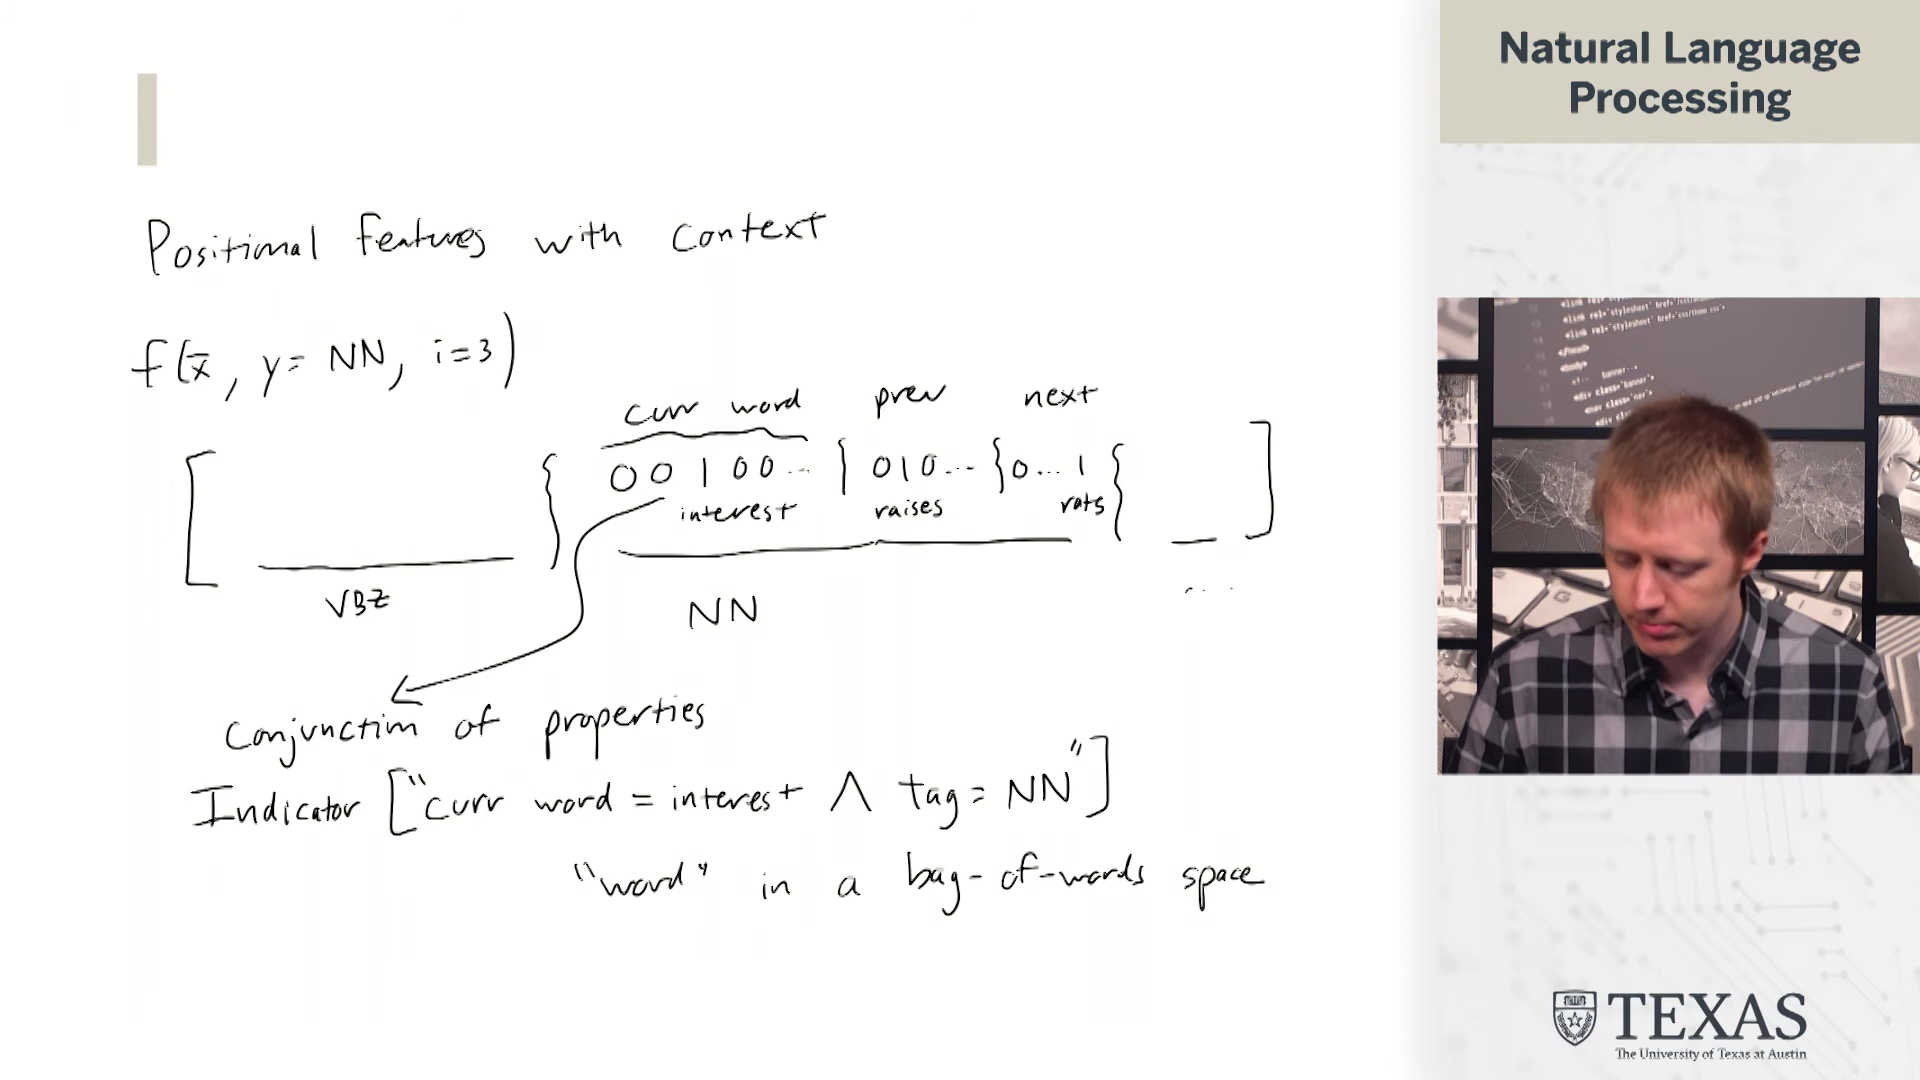 Natural Language
Processing
Positional features with context
f(x̄, y = NN, i=3)
curr word prev next
[ { 0 0 1 0 0 ... } 0 1 0 ... } 0 ... 1 { ]
interest raises rats
VBZ NN ...
Conjunction of properties
Indicator ["curr word = interest ∧ tag = NN"]
"word" in a bag-of-words space
TEXAS
The University of Texas at Austin